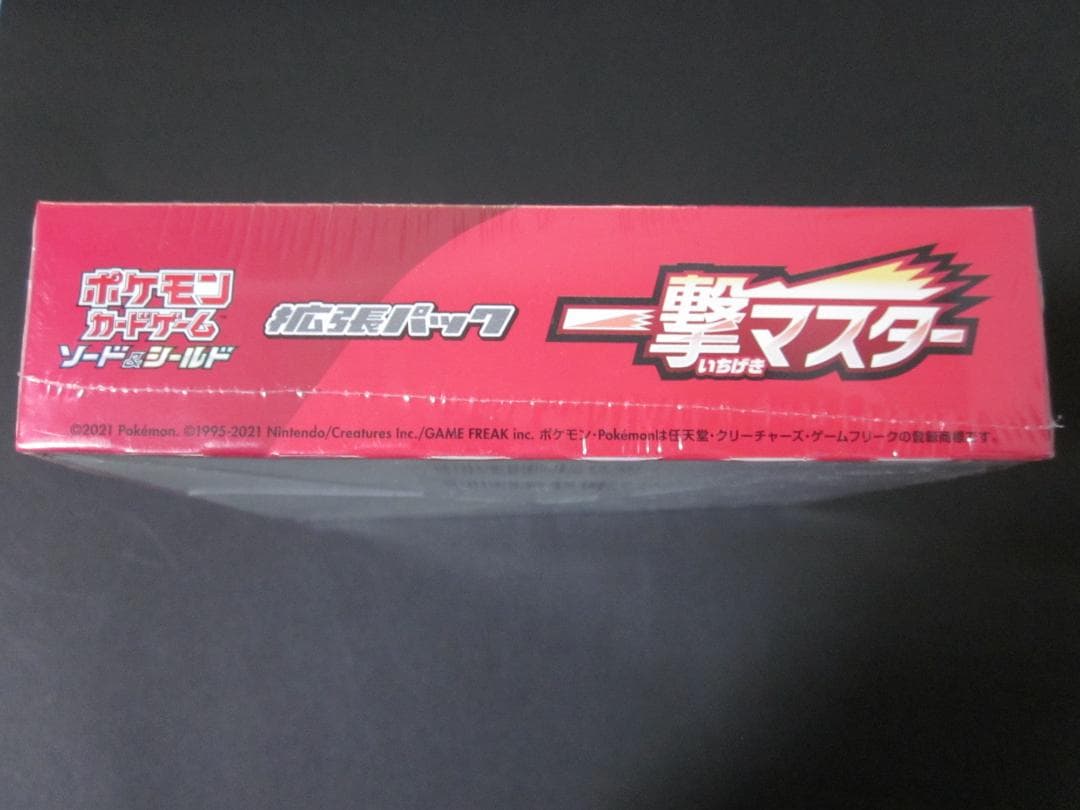 ポケモン
カードゲーム™
ソード&シールド
拡張パック
一撃マスター
いちげき
©2021 Pokémon. ©1995-2021 Nintendo/Creatures Inc./GAME FREAK inc. ポケモン・Pokémonは任天堂・クリーチャーズ・ゲームフリークの登録商標です。